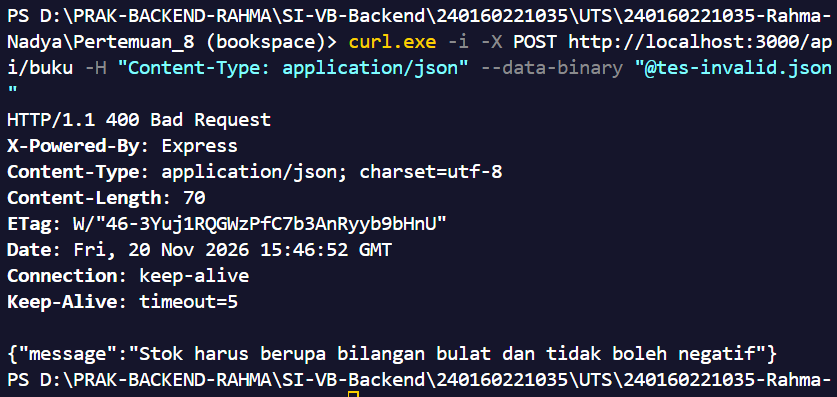 PS D:\PRAK-BACKEND-RAHMA\SI-VB-Backend\240160221035\UTS\240160221035-Rahma-
Nadya\Pertemuan_8 (bookspace)> curl.exe -i -X POST http://localhost:3000/ap
i/buku -H "Content-Type: application/json" --data-binary "@tes-invalid.json
"
HTTP/1.1 400 Bad Request
X-Powered-By: Express
Content-Type: application/json; charset=utf-8
Content-Length: 70
ETag: W/"46-3Yuj1RQGWzPfC7b3AnRyyb9bHnU"
Date: Fri, 20 Nov 2026 15:46:52 GMT
Connection: keep-alive
Keep-Alive: timeout=5
{"message":"Stok harus berupa bilangan bulat dan tidak boleh negatif"}
PS D:\PRAK-BACKEND-RAHMA\SI-VB-Backend\240160221035\UTS\240160221035-Rahma-